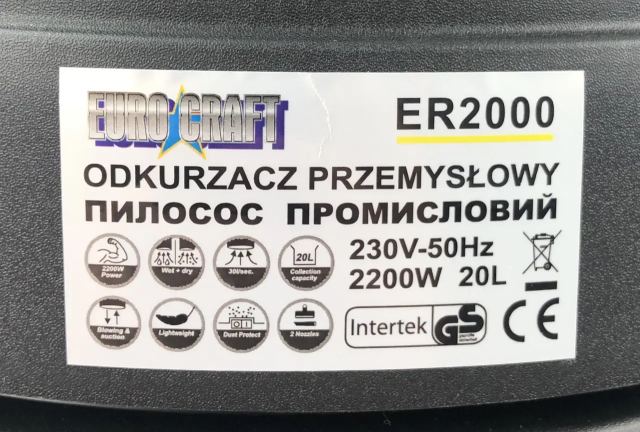 EURO CRAFT
ER2000
ODKURZACZ PRZEMYSŁOWY
ПИЛОСОС ПРОМИСЛОВИЙ
2200W Power
Wet + dry
30l/sec.
20L Collection capacity
230V-50Hz
2200W 20L
Blowing & suction
Lightweight
Dust Protect
2 Nozzles
Intertek
GS
CE